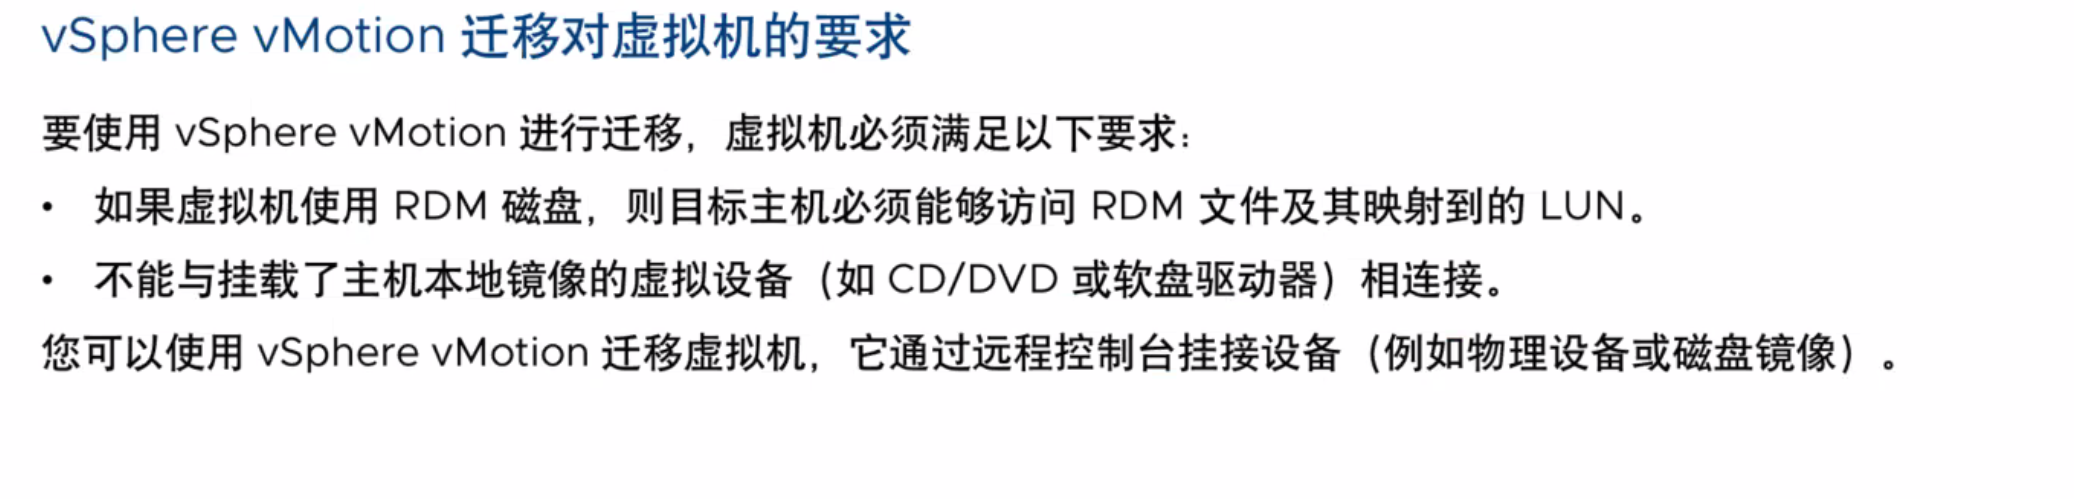 vSphere vMotion 迁移对虚拟机的要求
要使用 vSphere vMotion 进行迁移，虚拟机必须满足以下要求：
• 如果虚拟机使用 RDM 磁盘，则目标主机必须能够访问 RDM 文件及其映射到的 LUN。
• 不能与挂载了主机本地镜像的虚拟设备（如 CD/DVD 或软盘驱动器）相连接。
您可以使用 vSphere vMotion 迁移虚拟机，它通过远程控制台挂接设备（例如物理设备或磁盘镜像）。